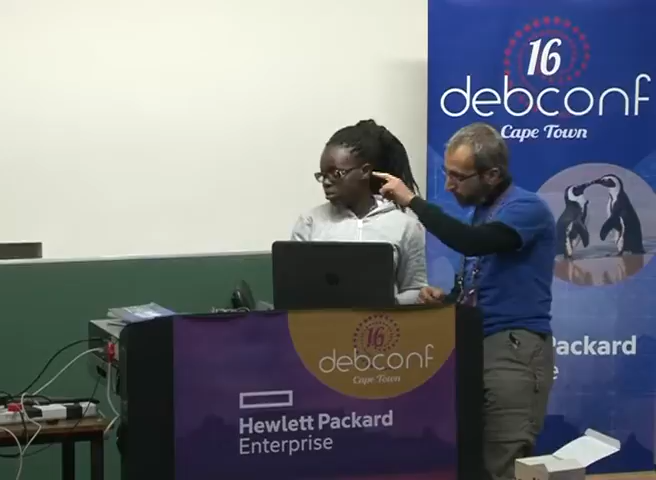 16
debconf
Cape Town
16
debconf
Cape Town
Hewlett Packard
Enterprise
Packard